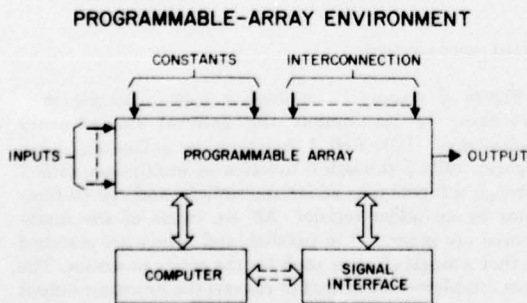 PROGRAMMABLE-ARRAY ENVIRONMENT
CONSTANTS
INTERCONNECTION
INPUTS
PROGRAMMABLE ARRAY
OUTPUT
COMPUTER
SIGNAL
INTERFACE